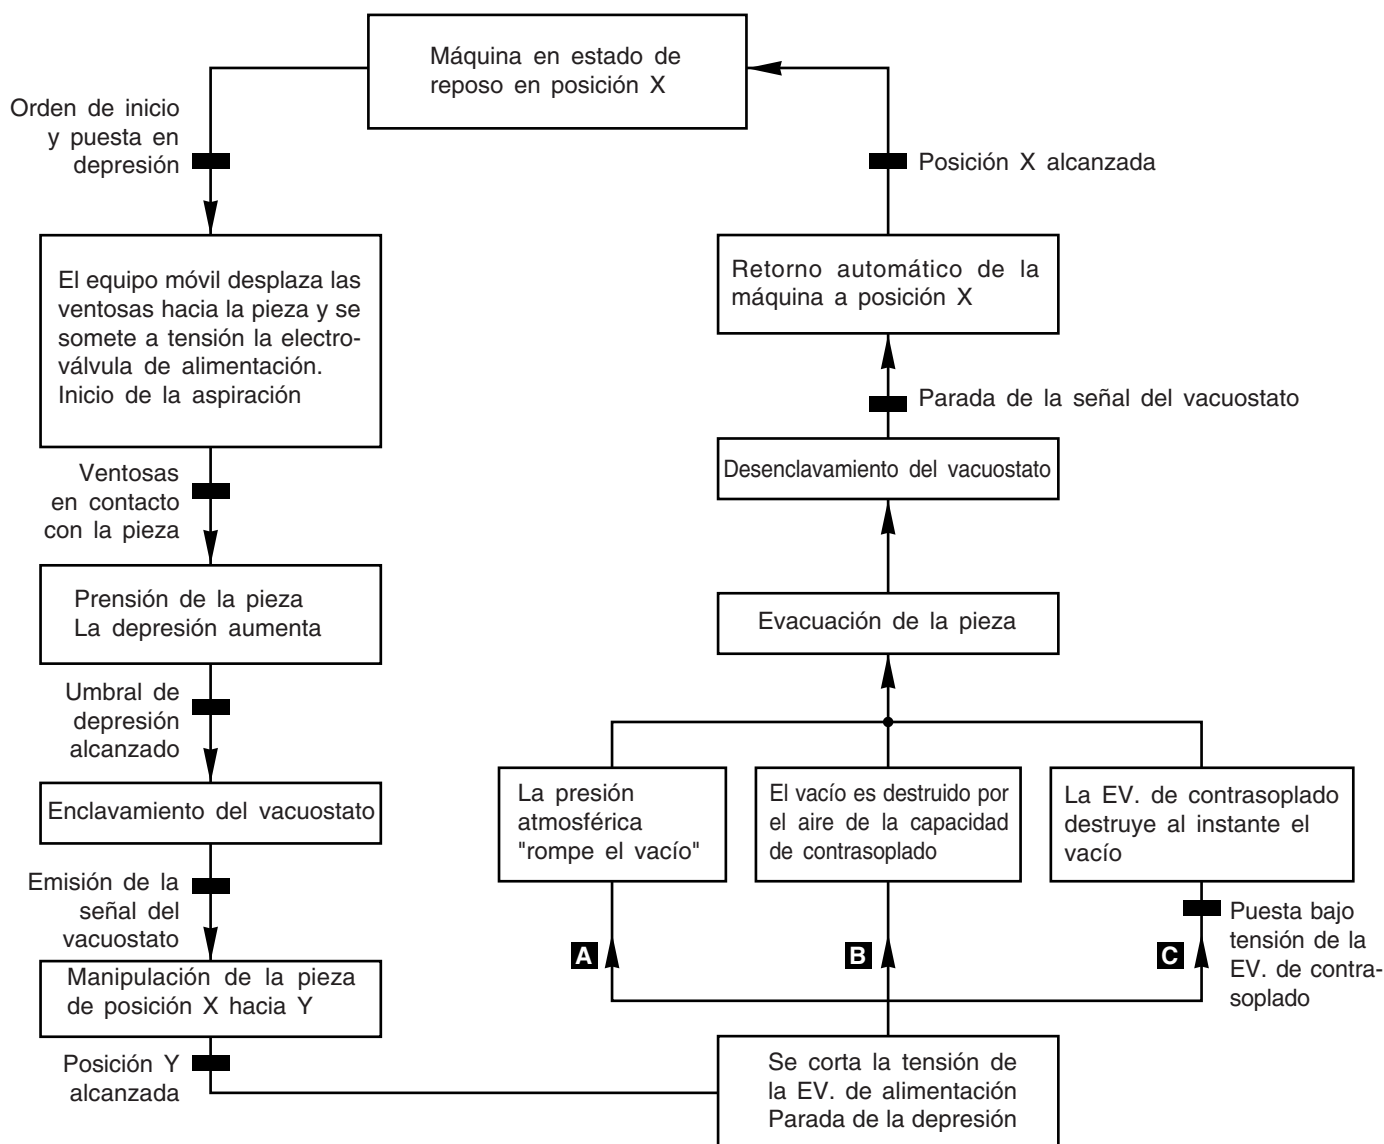 Máquina en estado de
reposo en posición X
Orden de inicio
y puesta en
depresión
El equipo móvil desplaza las
ventosas hacia la pieza y se
somete a tensión la electro-
válvula de alimentación.
Inicio de la aspiración
Ventosas
en contacto
con la pieza
Prensión de la pieza
La depresión aumenta
Umbral de
depresión
alcanzado
Enclavamiento del vacuostato
Emisión de la
señal del
vacuostato
Manipulación de la pieza
de posición X hacia Y
Posición Y
alcanzada
Se corta la tensión de
la EV. de alimentación
Parada de la depresión
A
B
C
Puesta bajo
tensión de la
EV. de contra-
soplado
La presión
atmosférica
"rompe el vacío"
El vacío es destruido por
el aire de la capacidad
de contrasoplado
La EV. de contrasoplado
destruye al instante el
vacío
Evacuación de la pieza
Desenclavamiento del vacuostato
Parada de la señal del vacuostato
Retorno automático de la
máquina a posición X
Posición X alcanzada